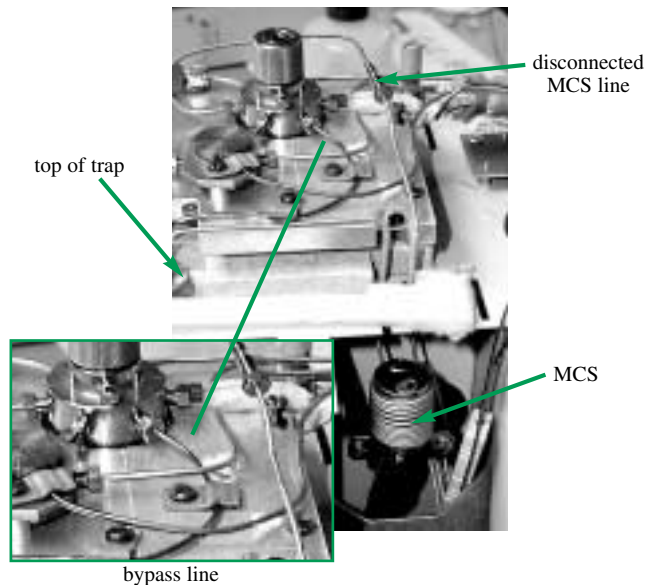 disconnected
MCS line
top of trap
MCS
bypass line